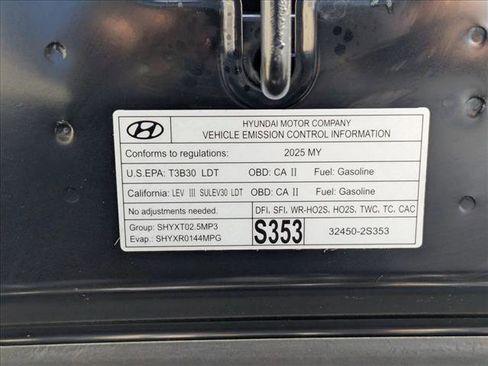 HYUNDAI MOTOR COMPANY
VEHICLE EMISSION CONTROL INFORMATION
Conforms to regulations: 2025 MY
U.S.EPA: T3B30 LDT OBD: CA II Fuel: Gasoline
California: LEV III SULEV30 LDT OBD: CA II Fuel: Gasoline
No adjustments needed. DFI, SFI, WR-HO2S, HO2S, TWC, TC, CAC
Group: SHYXT02.5MP3
Evap.: SHYXR0144MPG
S353 32450-2S353